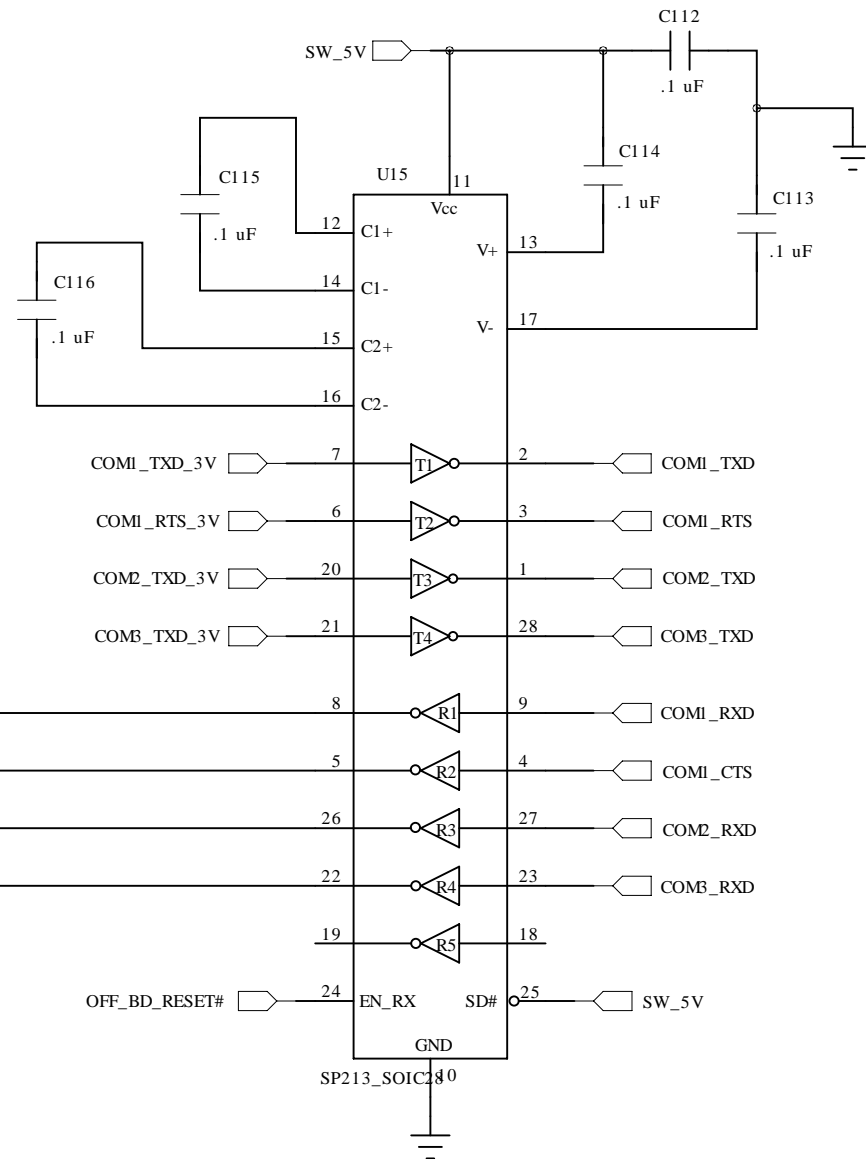 C112
SW_5V
.1 uF
C114
C115
U15
11
Vcc
.1 uF
C113
12
C1+
.1 uF
V+
13
.1 uF
C116
14
C1-
.1 uF
15
C2+
V-
17
16
C2-
COM1_TXD_3V
7
T1
2
COM1_TXD
COM1_RTS_3V
6
T2
3
COM1_RTS
COM2_TXD_3V
20
T3
1
COM2_TXD
COM3_TXD_3V
21
T4
28
COM3_TXD
8
R1
9
COM1_RXD
5
R2
4
COM1_CTS
26
R3
27
COM2_RXD
22
R4
23
COM3_RXD
19
R5
18
OFF_BD_RESET#
24
EN_RX
SD#
25
SW_5V
GND
SP213_SOIC28
10